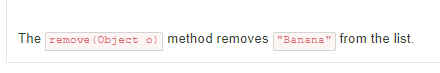 The remove(Object o) method removes "Banana" from the list.